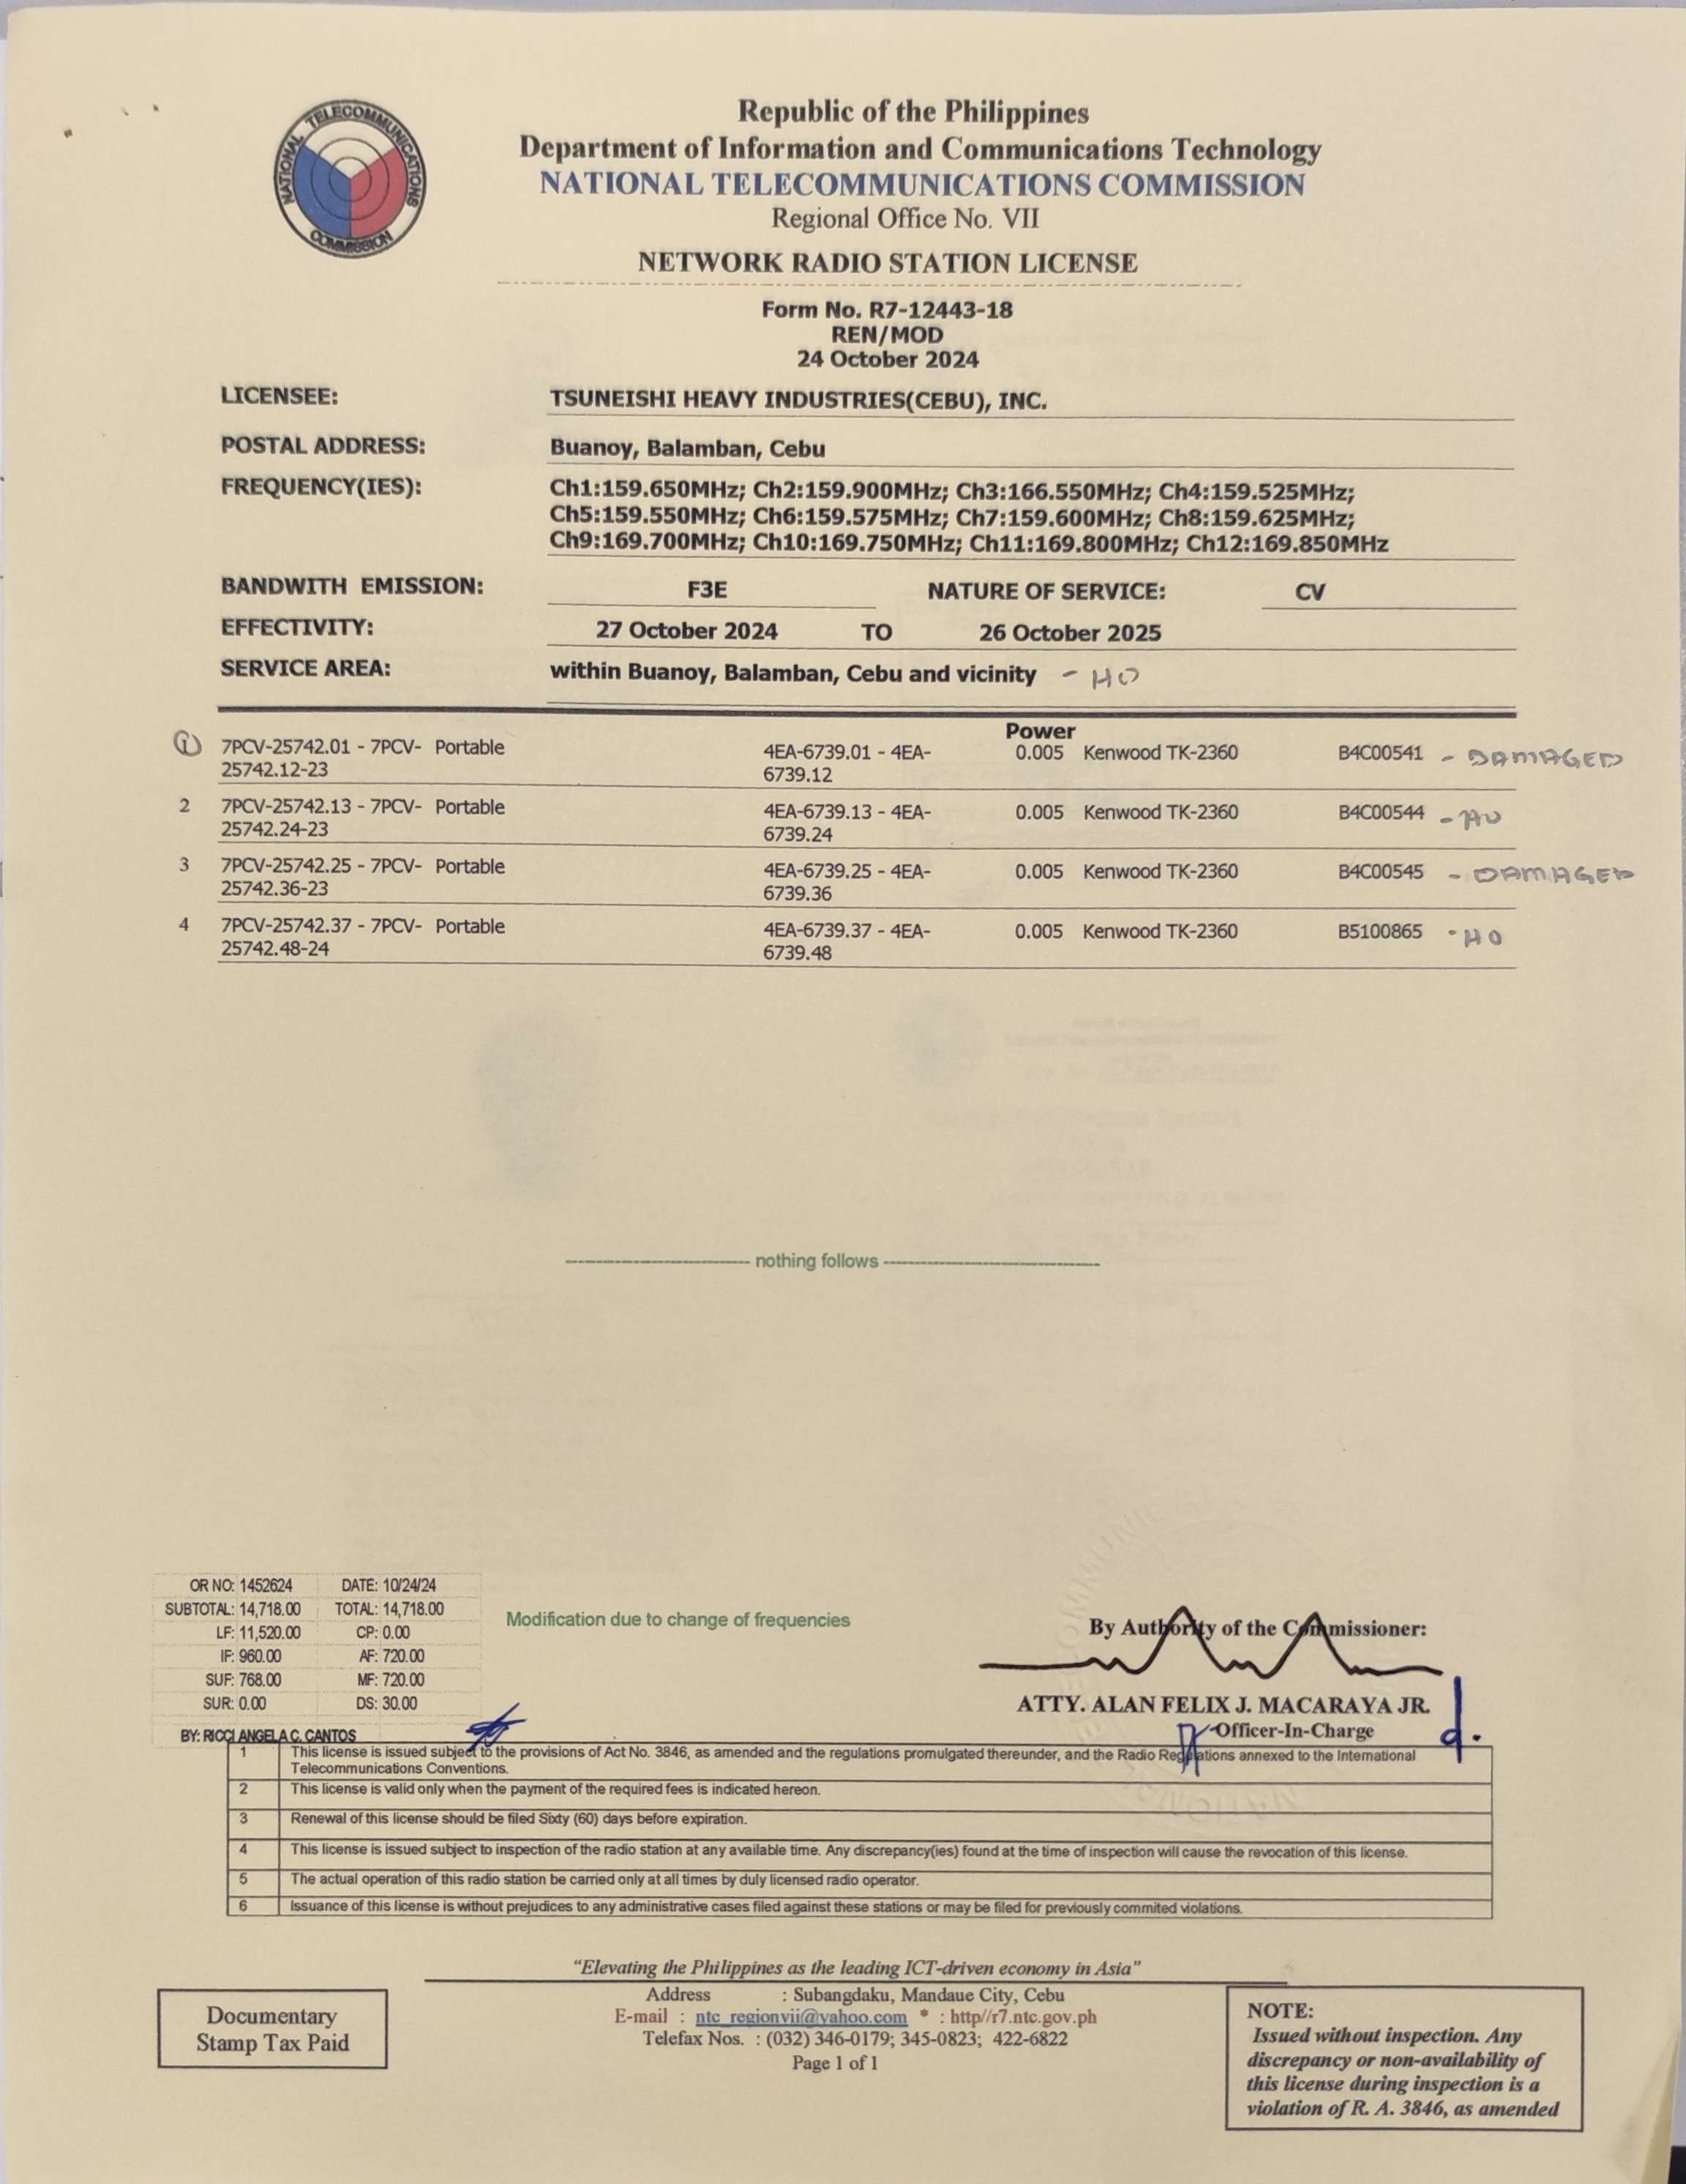 NATIONAL TELECOMMUNICATIONS COMMISSION
Republic of the Philippines
Department of Information and Communications Technology
NATIONAL TELECOMMUNICATIONS COMMISSION
Regional Office No. VII
NETWORK RADIO STATION LICENSE
Form No. R7-12443-18
REN/MOD
24 October 2024
LICENSEE: TSUNEISHI HEAVY INDUSTRIES(CEBU), INC.
POSTAL ADDRESS: Buanoy, Balamban, Cebu
FREQUENCY(IES): Ch1:159.650MHz; Ch2:159.900MHz; Ch3:166.550MHz; Ch4:159.525MHz;
Ch5:159.550MHz; Ch6:159.575MHz; Ch7:159.600MHz; Ch8:159.625MHz;
Ch9:169.700MHz; Ch10:169.750MHz; Ch11:169.800MHz; Ch12:169.850MHz
BANDWITH EMISSION: F3E NATURE OF SERVICE: CV
EFFECTIVITY: 27 October 2024 TO 26 October 2025
SERVICE AREA: within Buanoy, Balamban, Cebu and vicinity - HO
Power
1 7PCV-25742.01 - 7PCV- Portable 4EA-6739.01 - 4EA- 0.005 Kenwood TK-2360 B4C00541 - DAMAGED
25742.12-23 6739.12
2 7PCV-25742.13 - 7PCV- Portable 4EA-6739.13 - 4EA- 0.005 Kenwood TK-2360 B4C00544 - HO
25742.24-23 6739.24
3 7PCV-25742.25 - 7PCV- Portable 4EA-6739.25 - 4EA- 0.005 Kenwood TK-2360 B4C00545 - DAMAGED
25742.36-23 6739.36
4 7PCV-25742.37 - 7PCV- Portable 4EA-6739.37 - 4EA- 0.005 Kenwood TK-2360 B5100865 - HO
25742.48-24 6739.48
nothing follows
OR NO: 1452624 DATE: 10/24/24
SUBTOTAL: 14,718.00 TOTAL: 14,718.00
LF: 11,520.00 CP: 0.00
IF: 960.00 AF: 720.00
SUF: 768.00 MF: 720.00
SUR: 0.00 DS: 30.00
BY: RICCI ANGELA C. CANTOS
Modification due to change of frequencies
By Authority of the Commissioner:
ATTY. ALAN FELIX J. MACARAYA JR.
Officer-In-Charge
1 This license is issued subject to the provisions of Act No. 3846, as amended and the regulations promulgated thereunder, and the Radio Regulations annexed to the International
Telecommunications Conventions.
2 This license is valid only when the payment of the required fees is indicated hereon.
3 Renewal of this license should be filed Sixty (60) days before expiration.
4 This license is issued subject to inspection of the radio station at any available time. Any discrepancy(ies) found at the time of inspection will cause the revocation of this license.
5 The actual operation of this radio station be carried only at all times by duly licensed radio operator.
6 Issuance of this license is without prejudices to any administrative cases filed against these stations or may be filed for previously commited violations.
"Elevating the Philippines as the leading ICT-driven economy in Asia"
Address : Subangdaku, Mandaue City, Cebu
E-mail : ntc_regionvii@yahoo.com * : http//r7.ntc.gov.ph
Telefax Nos. : (032) 346-0179; 345-0823; 422-6822
Page 1 of 1
Documentary
Stamp Tax Paid
NOTE:
Issued without inspection. Any
discrepancy or non-availability of
this license during inspection is a
violation of R. A. 3846, as amended